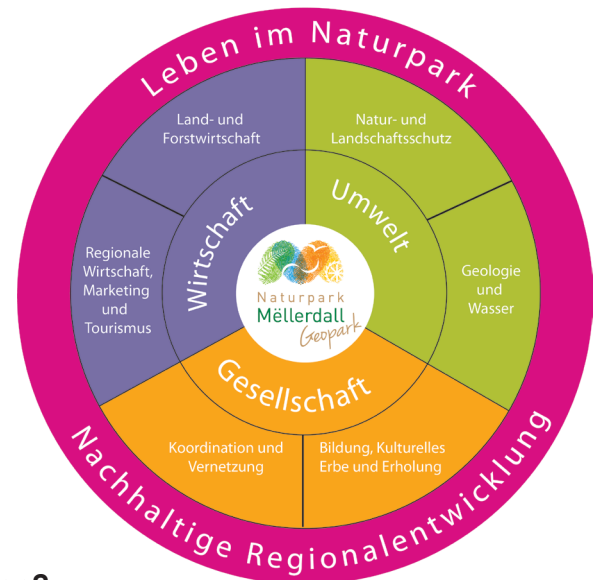 Leben im Naturpark
Land- und
Forstwirtschaft
Natur- und
Landschaftsschutz
Wirtschaft
Umwelt
Regionale
Wirtschaft,
Marketing
und
Tourismus
Naturpark
Mëllerdall
Geopark
Geologie
und
Wasser
Gesellschaft
Koordination und
Vernetzung
Bildung, Kulturelles
Erbe und Erholung
Nachhaltige Regionalentwicklung